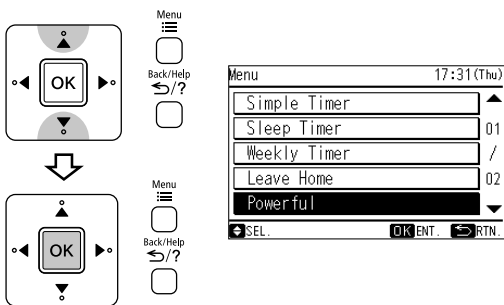 Menu
OK
Back/Help
/?
Menu
OK
Back/Help
/?
Menu 17:31(Thu)
Simple Timer
Sleep Timer 01
Weekly Timer /
Leave Home 02
Powerful
SEL. OK ENT. RTN.